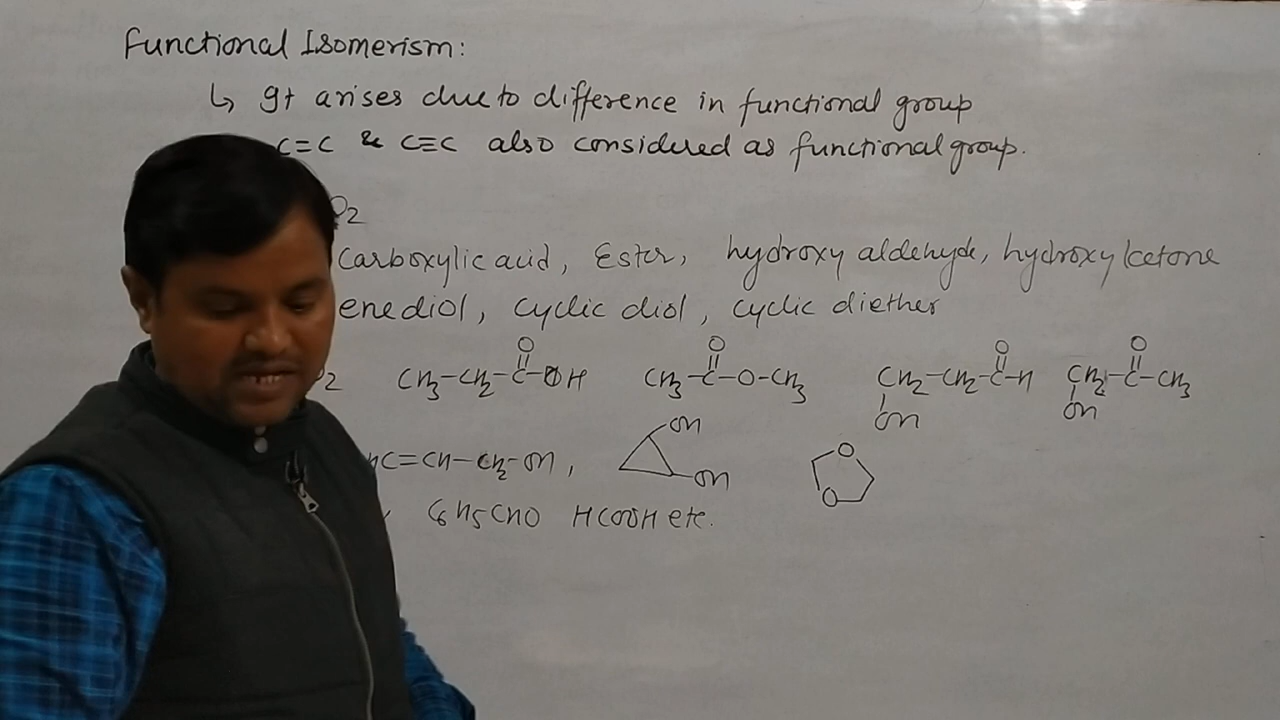 Functional Isomerism:
↳ It arises due to difference in functional group
C=C & C≡C also considered as functional group.
O2
Carboxylic acid, Ester, hydroxy aldehyde, hydroxy ketone
enediol, cyclic diol, cyclic diether
O O O O
2 CH3-CH2-C-OH CH3-C-O-CH3 CH2-CH2-C-H CH2-C-CH3
OH OH
OH
HC=CH-CH2-OH, OH O O
C6H5CHO HCOOH etc.